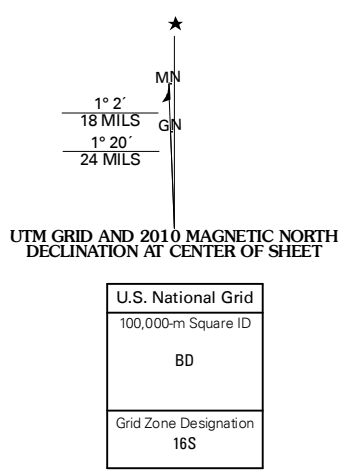 MN
1° 2´
18 MILS
GN
1° 20´
24 MILS
UTM GRID AND 2010 MAGNETIC NORTH
DECLINATION AT CENTER OF SHEET
U.S. National Grid
100,000-m Square ID
BD
Grid Zone Designation
16S